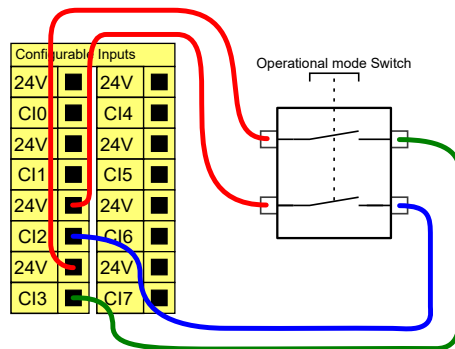 Configurable Inputs
24V 24V
CI0 CI4
24V 24V
CI1 CI5
24V 24V
CI2 CI6
24V 24V
CI3 CI7
Operational mode Switch